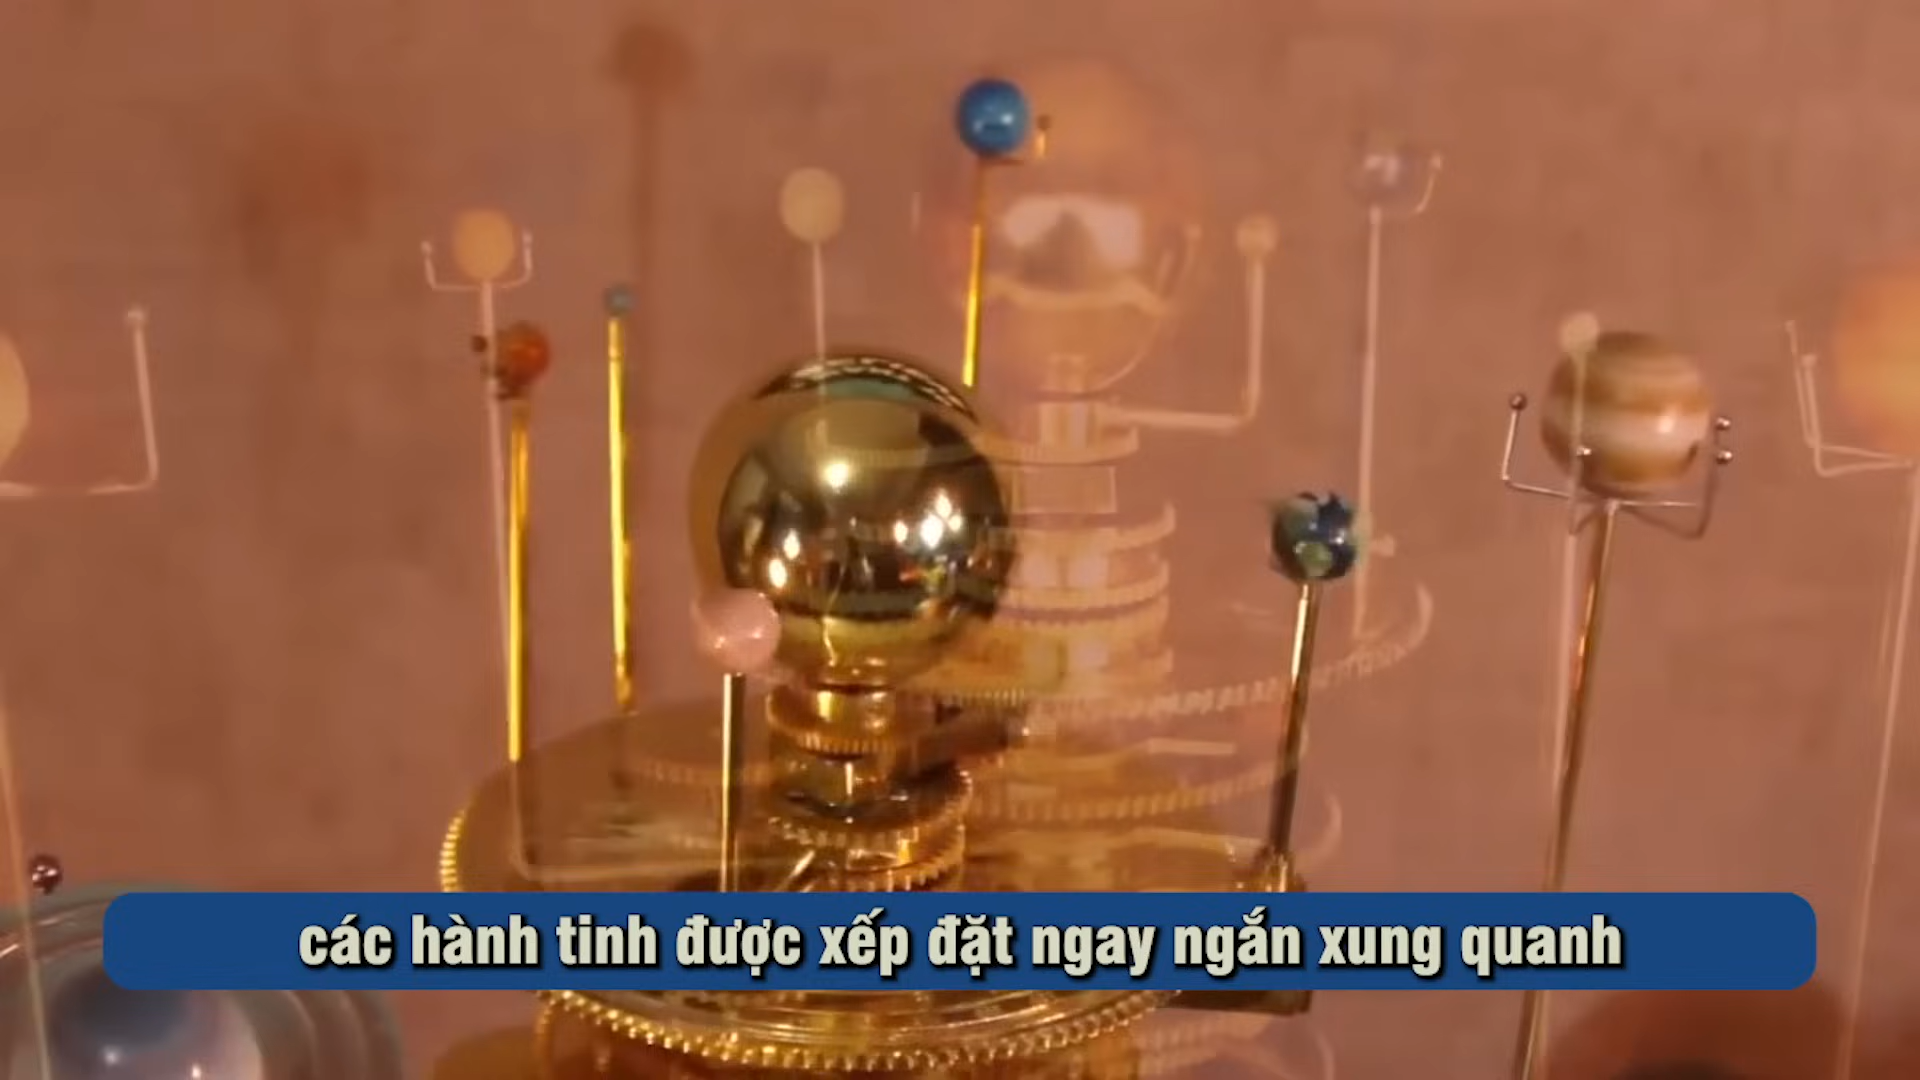 các hành tinh được xếp đặt ngay ngắn xung quanh